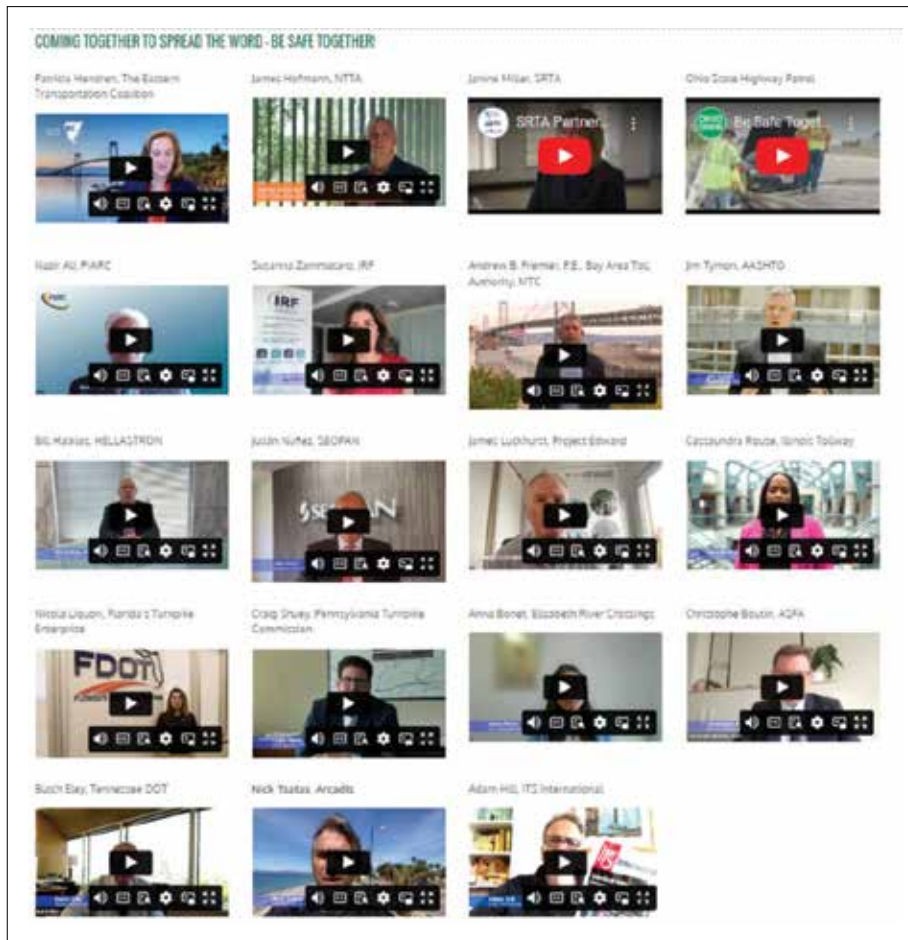 COMING TOGETHER TO SPREAD THE WORD - BE SAFE TOGETHER!
Patricia Hendren, The Eastern
Transportation Coalition
James Hofmann, NTTA
Janine Miller, SRTA
Ohio State Highway Patrol
SRTA Partner...
Be Safe Toget...
Nazir Ali, PIARC
Susanna Zammataro, IRF
Andrew B. Fremier, P.E., Bay Area Toll
Authority, MTC
Jim Tymon, AASHTO
IRF
Bill Halkias, HELLASTRON
Julián Núñez, SEOPAN
James Luckhurst, Project Edward
Cassaundra Rouse, Illinois Tollway
Nicola Liquori, Florida's Turnpike
Enterprise
Craig Shuey, Pennsylvania Turnpike
Commission
Anna Bonet, Elizabeth River Crossings
Christophe Boutin, ASFA
FDOT
Butch Eley, Tennessee DOT
Nick Tsatas, Arcadis
Adam Hill, ITS International